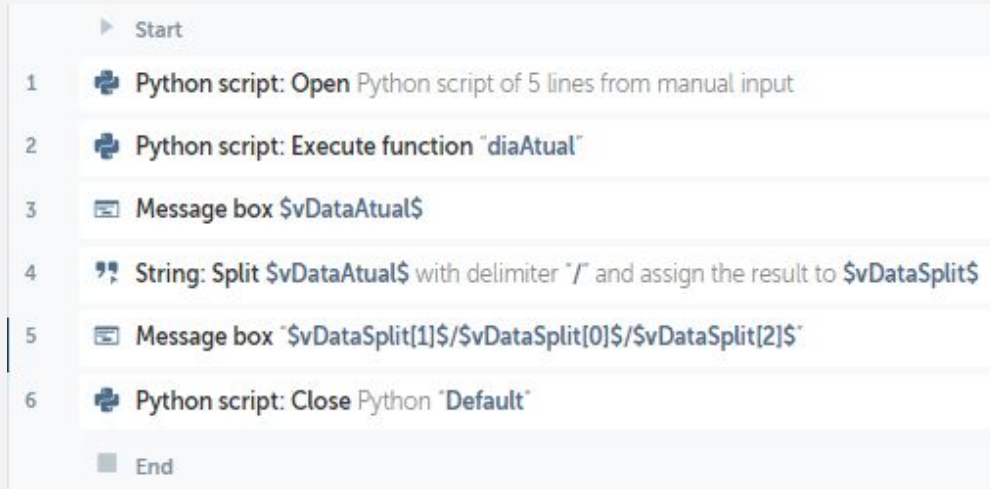 Start
1 Python script: Open Python script of 5 lines from manual input
2 Python script: Execute function "diaAtual"
3 Message box $vDataAtual$
4 String: Split $vDataAtual$ with delimiter "/" and assign the result to $vDataSplit$
5 Message box "$vDataSplit[1]$/$vDataSplit[0]$/$vDataSplit[2]$"
6 Python script: Close Python "Default"
End